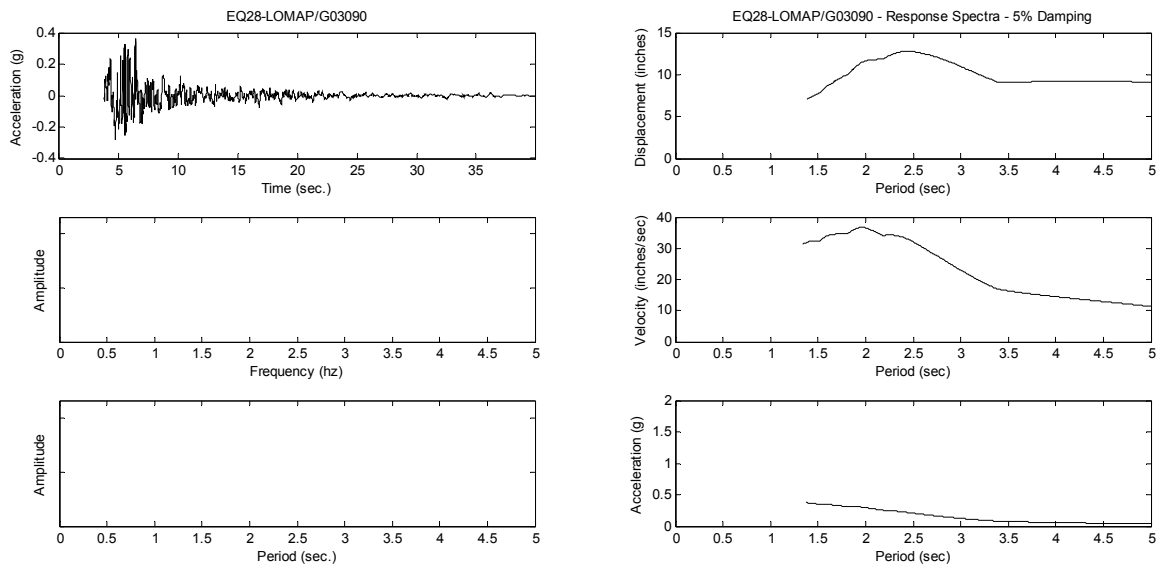 EQ28-LOMAP/G03090
0.4
0.2
0
-0.2
-0.4
Acceleration (g)
0 5 10 15 20 25 30 35
Time (sec.)
Amplitude
0 0.5 1 1.5 2 2.5 3 3.5 4 4.5 5
Frequency (hz)
Amplitude
0 0.5 1 1.5 2 2.5 3 3.5 4 4.5 5
Period (sec.)
EQ28-LOMAP/G03090 - Response Spectra - 5% Damping
15
10
5
0
Displacement (inches)
0 0.5 1 1.5 2 2.5 3 3.5 4 4.5 5
Period (sec)
40
30
20
10
0
Velocity (inches/sec)
0 0.5 1 1.5 2 2.5 3 3.5 4 4.5 5
Period (sec)
2
1.5
1
0.5
0
Acceleration (g)
0 0.5 1 1.5 2 2.5 3 3.5 4 4.5 5
Period (sec)